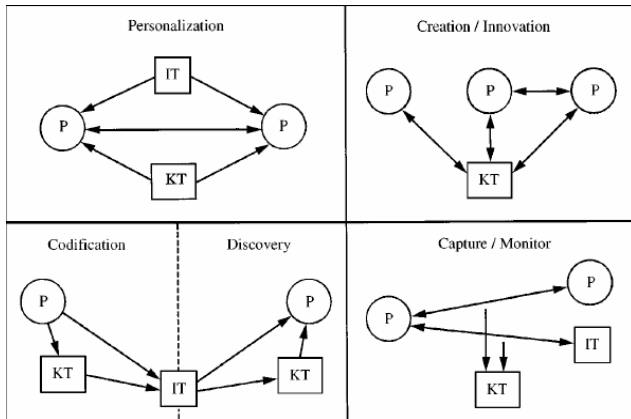 Personalization
IT
P P
KT
Creation / Innovation
P P P
KT
Codification Discovery
P P
KT IT KT
Capture / Monitor
P
P
IT
KT